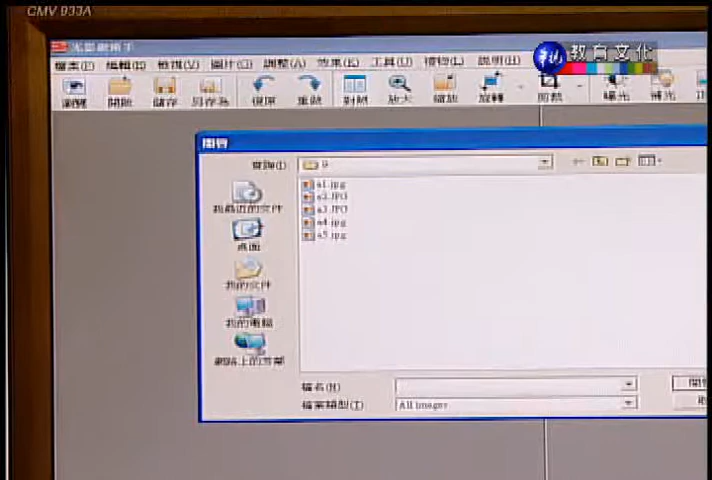 CMV 933A
光影魔術手
檔案(F) 編輯(E) 檢視(V) 圖片(C) 調整(A) 效果(E) 工具(U) 說明(H)
教育文化
瀏覽 開啟 儲存 另存為 復原 重做 對照 放大 縮放 旋轉 剪裁 曝光 補光
開啟
查詢(I): 9
a1.jpg
a2.JPG
a3.JPG
a4.jpg
a5.jpg
我最近的文件
桌面
我的文件
我的電腦
網路上的芳鄰
檔名(N)
檔案類型(T): All images